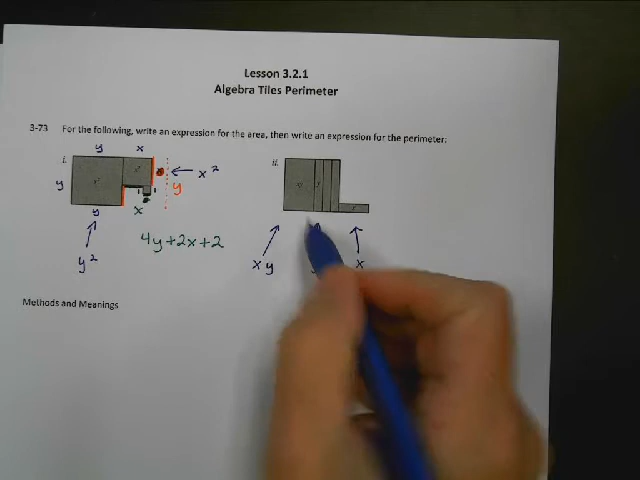 Lesson 3.2.1
Algebra Tiles Perimeter
3-73 For the following, write an expression for the area, then write an expression for the perimeter:
y x
i. ii.
y x² y
x
y
4y+2x+2
y² x y x
Methods and Meanings